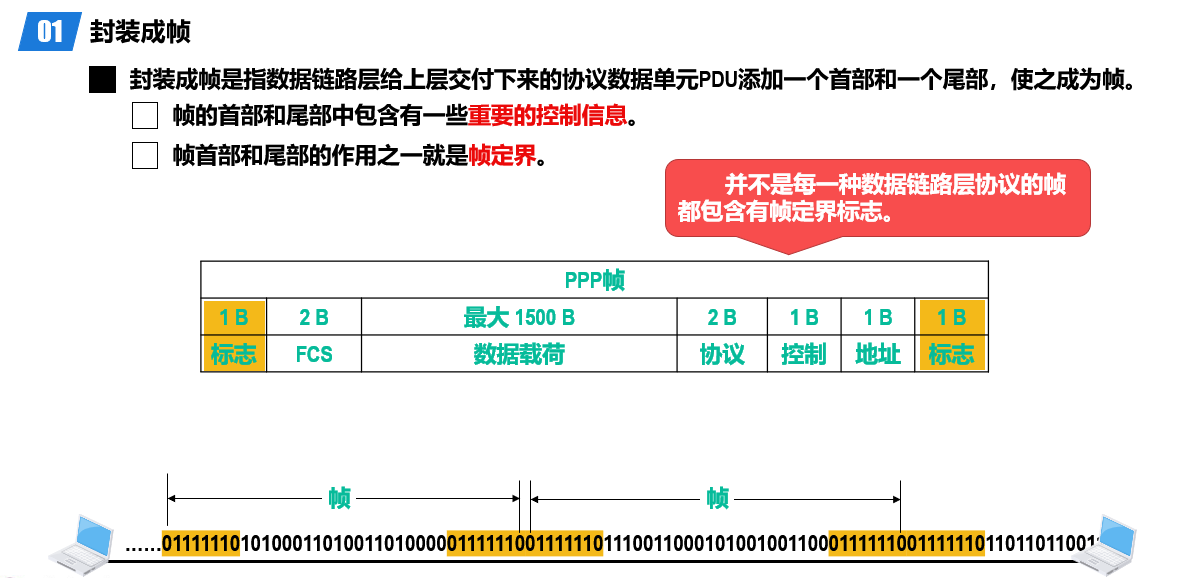 01 封装成帧
封装成帧是指数据链路层给上层交付下来的协议数据单元PDU添加一个首部和一个尾部，使之成为帧。
帧的首部和尾部中包含有一些重要的控制信息。
帧首部和尾部的作用之一就是帧定界。
并不是每一种数据链路层协议的帧
都包含有帧定界标志。
PPP帧
1 B 2 B 最大 1500 B 2 B 1 B 1 B 1 B
标志 FCS 数据载荷 协议 控制 地址 标志
帧 帧
……01111110101000110100110100000111111001111110111001100010100100110001111110011111101101101100